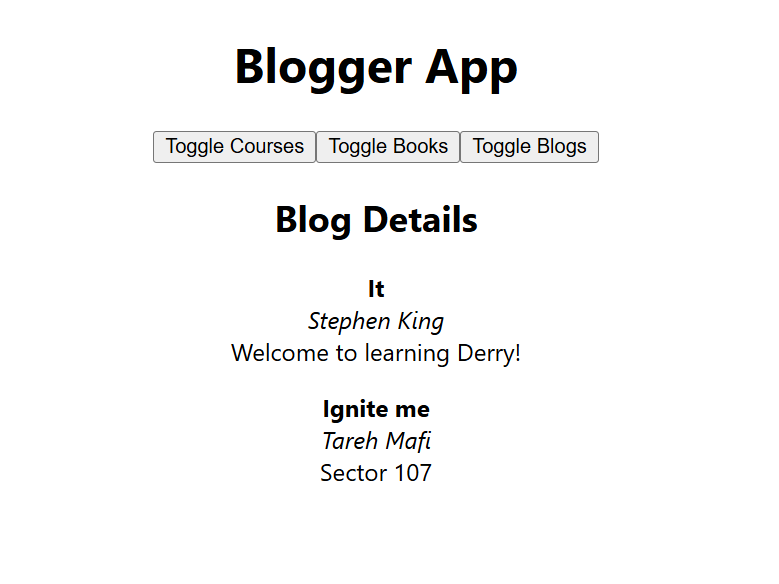 Blogger App
Toggle Courses Toggle Books Toggle Blogs
Blog Details
It
Stephen King
Welcome to learning Derry!
Ignite me
Tareh Mafi
Sector 107